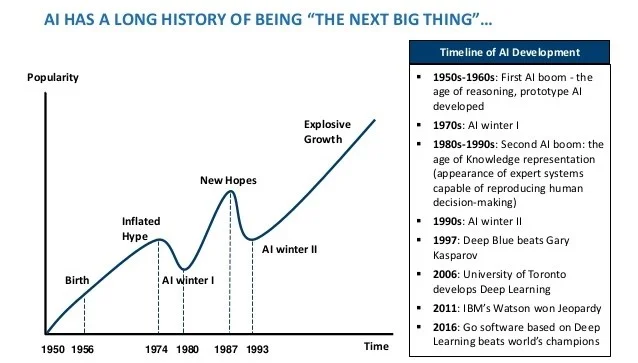 AI HAS A LONG HISTORY OF BEING “THE NEXT BIG THING”…
Popularity
Birth
Inflated
Hype
AI winter I
New Hopes
AI winter II
Explosive
Growth
1950 1956 1974 1980 1987 1993 Time
Timeline of AI Development
▪ 1950s-1960s: First AI boom - the
age of reasoning, prototype AI
developed
▪ 1970s: AI winter I
▪ 1980s-1990s: Second AI boom: the
age of Knowledge representation
(appearance of expert systems
capable of reproducing human
decision-making)
▪ 1990s: AI winter II
▪ 1997: Deep Blue beats Gary
Kasparov
▪ 2006: University of Toronto
develops Deep Learning
▪ 2011: IBM’s Watson won Jeopardy
▪ 2016: Go software based on Deep
Learning beats world’s champions